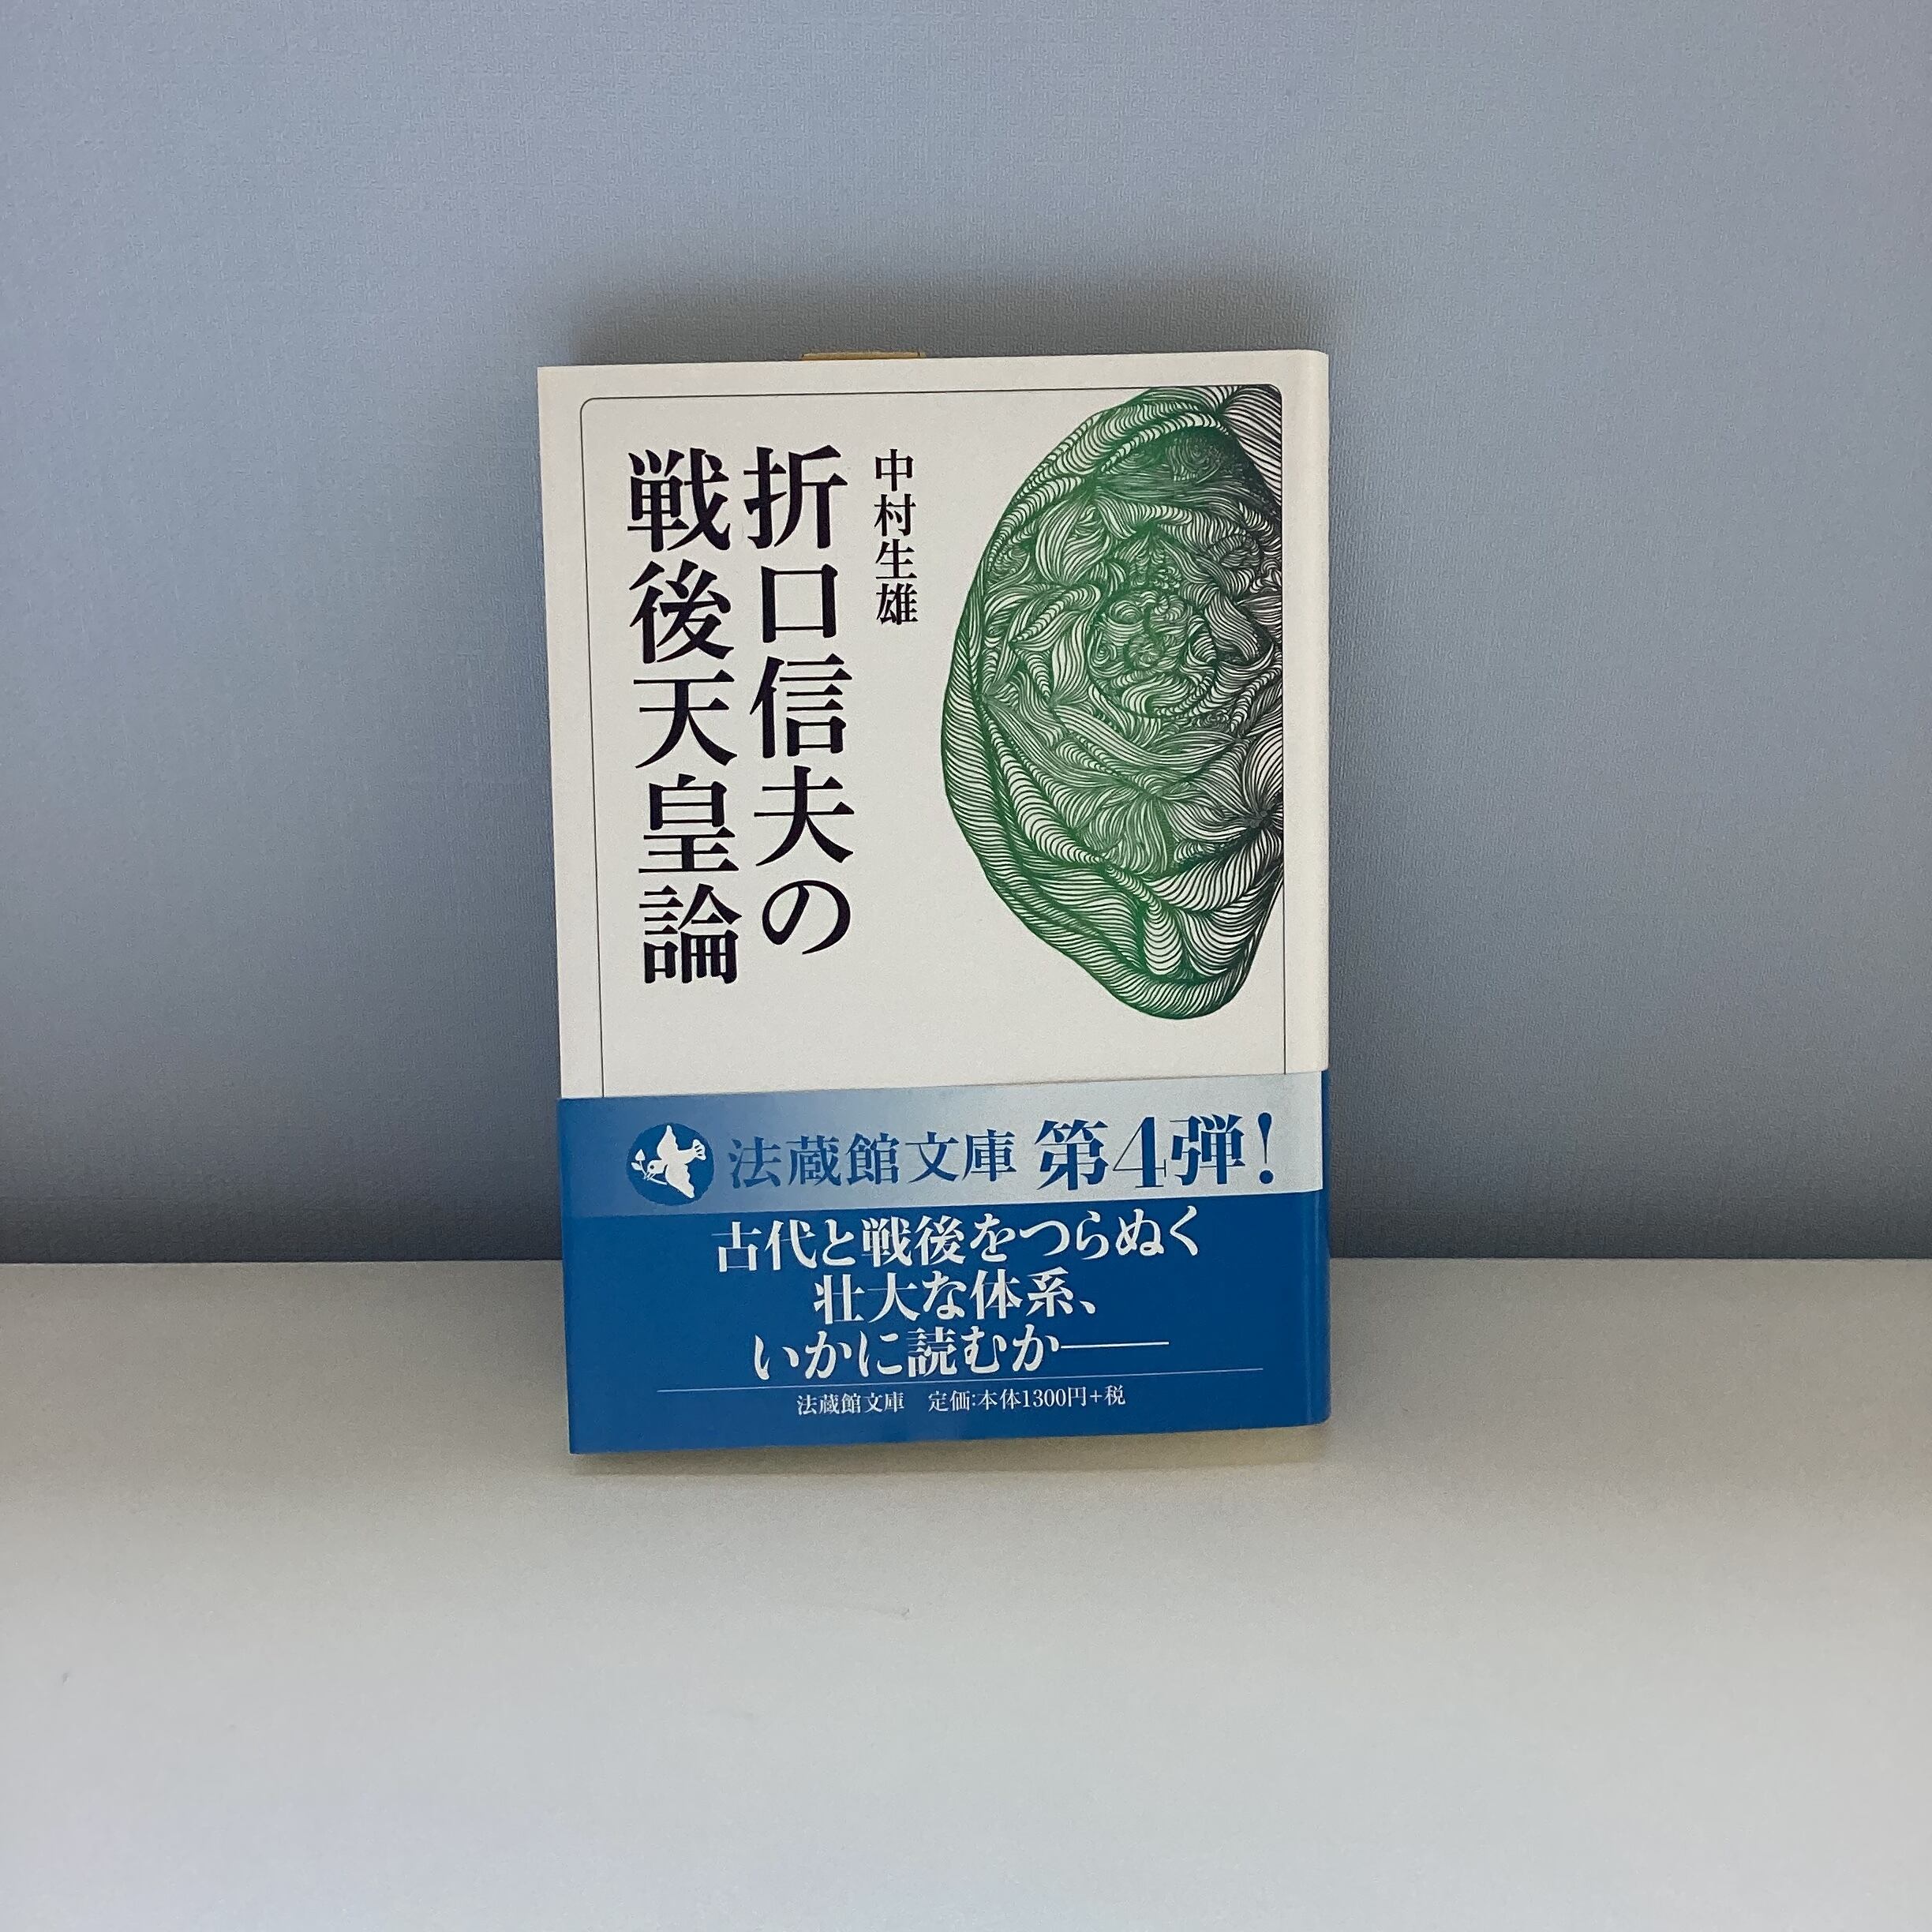 中村生雄
折口信夫の
戦後天皇論
法蔵館文庫 第4弾!
古代と戦後をつらぬく
壮大な体系、
いかに読むか――
法蔵館文庫 定価:本体1300円+税